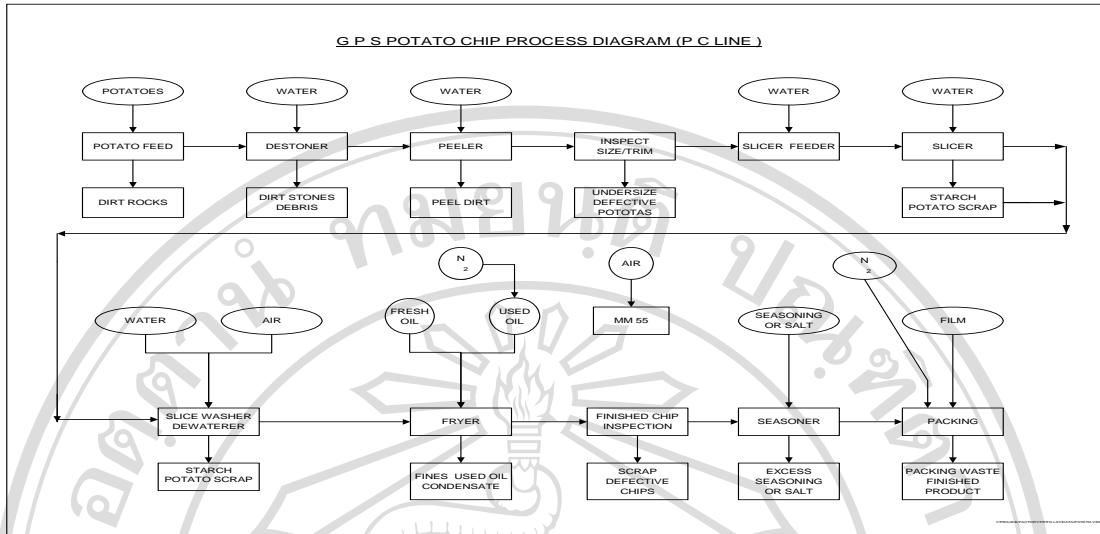 G P S POTATO CHIP PROCESS DIAGRAM (P C LINE )
POTATOES
WATER
WATER
WATER
WATER
POTATO FEED
DESTONER
PEELER
INSPECT
SIZE/TRIM
SLICER FEEDER
SLICER
DIRT ROCKS
DIRT STONES
DEBRIS
PEEL DIRT
UNDERSIZE
DEFECTIVE
POTOTAS
STARCH
POTATO SCRAP
N
2
AIR
N
2
WATER
AIR
FRESH
OIL
USED
OIL
MM 55
SEASONING
OR SALT
FILM
SLICE WASHER
DEWATERER
FRYER
FINISHED CHIP
INSPECTION
SEASONER
PACKING
STARCH
POTATO SCRAP
FINES USED OIL
CONDENSATE
SCRAP
DEFECTIVE
CHIPS
EXCESS
SEASONING
OR SALT
PACKING WASTE
FINISHED
PRODUCT